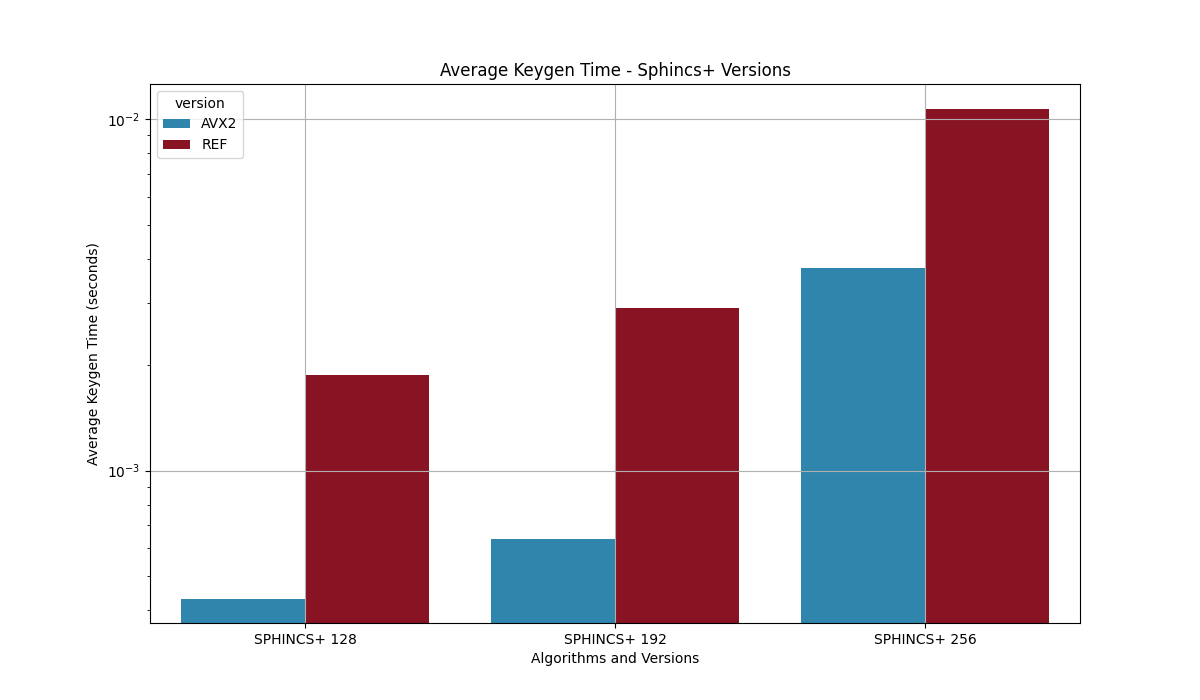 Average Keygen Time - Sphincs+ Versions
version
AVX2
REF
10⁻²
10⁻³
Average Keygen Time (seconds)
SPHINCS+ 128
SPHINCS+ 192
SPHINCS+ 256
Algorithms and Versions